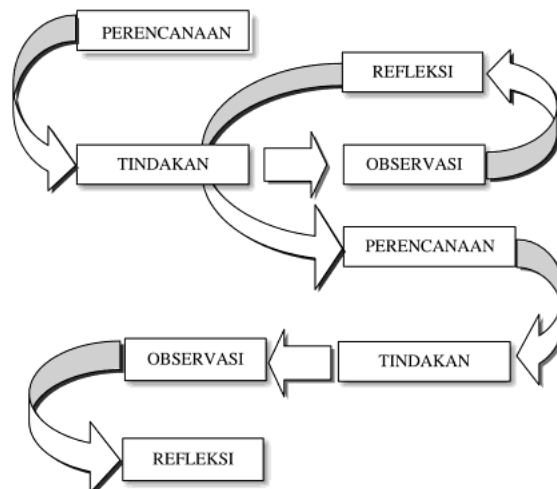 PERENCANAAN
REFLEKSI
TINDAKAN
OBSERVASI
PERENCANAAN
OBSERVASI
TINDAKAN
REFLEKSI